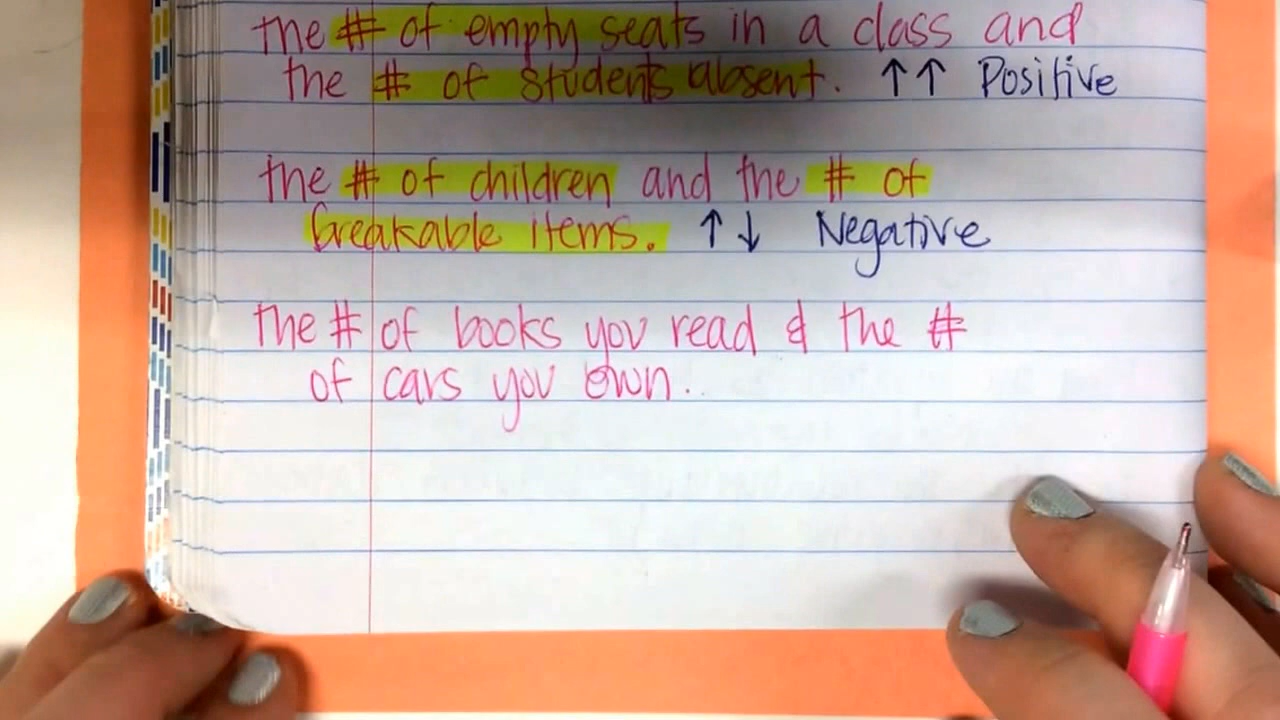 the # of empty seats in a class and
the # of students absent. ↑↑ Positive
the # of children and the # of
breakable items. ↑↓ Negative
the # of books you read & the #
of cars you own.